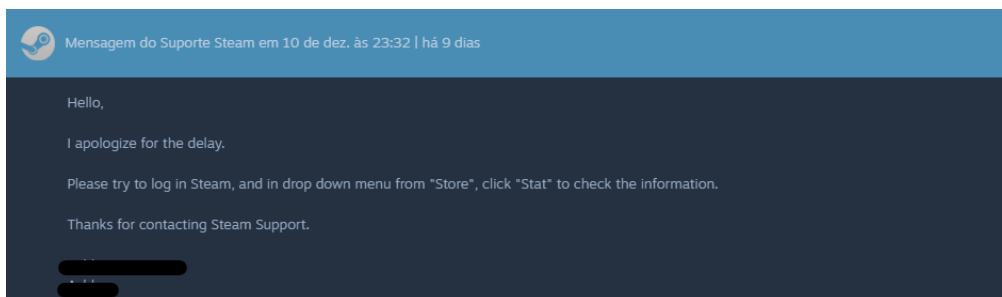 Mensagem do Suporte Steam em 10 de dez. às 23:32 | há 9 dias
Hello,
I apologize for the delay.
Please try to log in Steam, and in drop down menu from "Store", click "Stat" to check the information.
Thanks for contacting Steam Support.